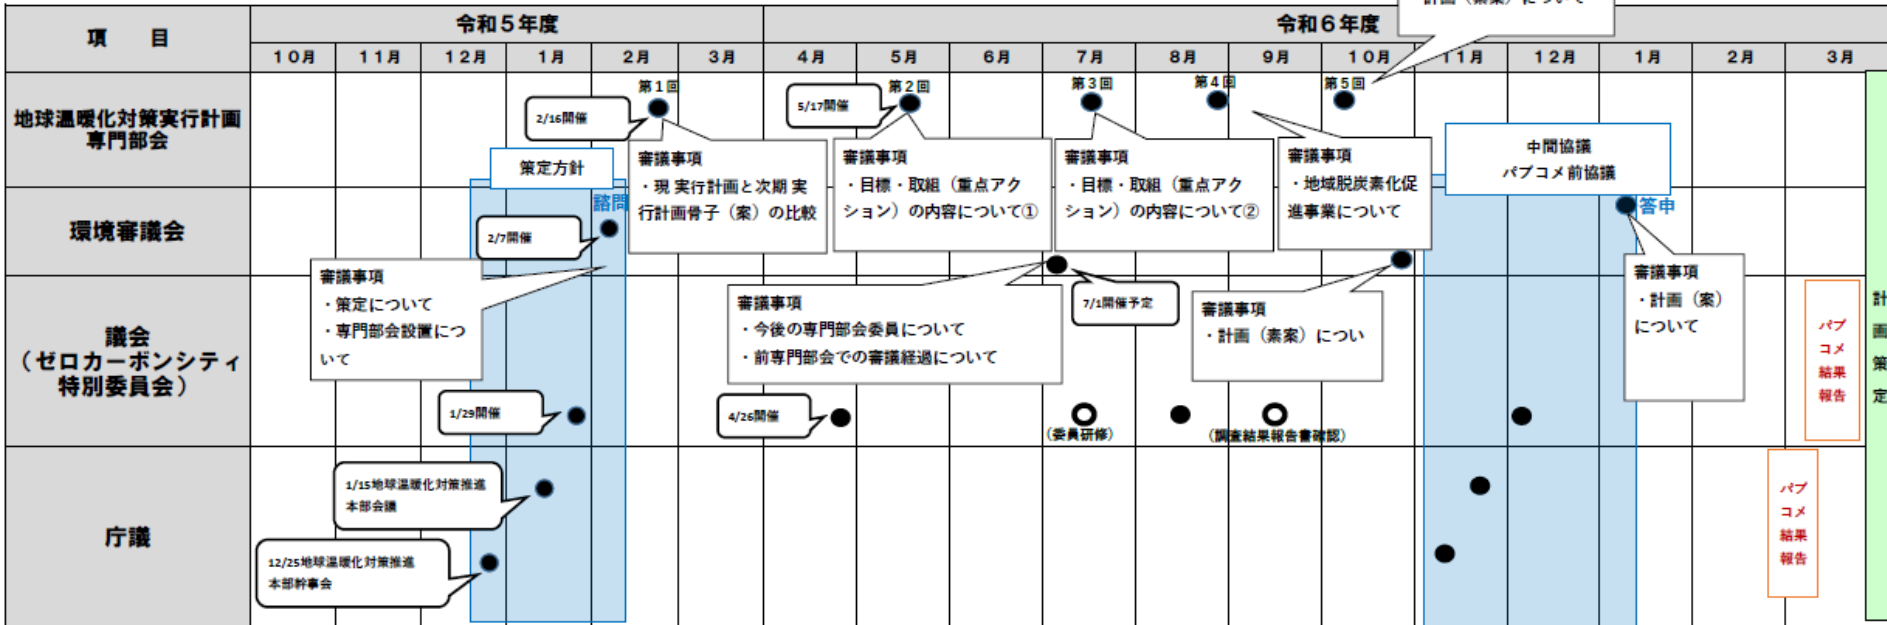 計画（素案）について
項　目
令和５年度
令和６年度
10月
11月
12月
1月
2月
3月
4月
5月
6月
7月
8月
9月
10月
11月
12月
1月
2月
3月
地球温暖化対策実行計画
専門部会
2/16開催
第1回
5/17開催
第2回
第3回
第4回
第5回
策定方針
審議事項
・現 実行計画と次期 実
行計画骨子（案）の比較
審議事項
・目標・取組（重点アク
ション）の内容について①
審議事項
・目標・取組（重点アク
ション）の内容について②
審議事項
・地域脱炭素化促
進事業について
中間協議
パブコメ前協議
環境審議会
諮問
2/7開催
答申
審議事項
・策定について
・専門部会設置につ
いて
審議事項
・今後の専門部会委員について
・前専門部会での審議経過について
7/1開催予定
審議事項
・計画（素案）につい
審議事項
・計画（案）
について
議会
（ゼロカーボンシティ
特別委員会）
1/29開催
4/26開催
（委員研修）
（調査結果報告書確認）
パブ
コメ
結果
報告
計
画
策
定
庁議
1/15地球温暖化対策推進
本部会議
12/25地球温暖化対策推進
本部幹事会
パブ
コメ
結果
報告